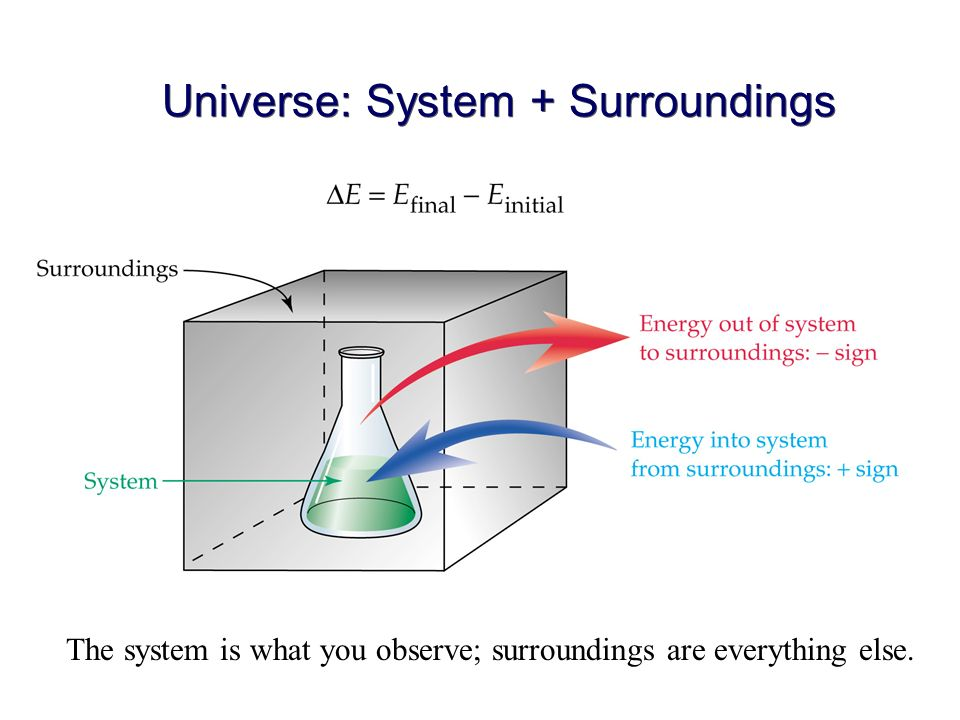 Universe: System + Surroundings
ΔE = E_final − E_initial
Surroundings
Energy out of system
to surroundings: − sign
Energy into system
from surroundings: + sign
System
The system is what you observe; surroundings are everything else.